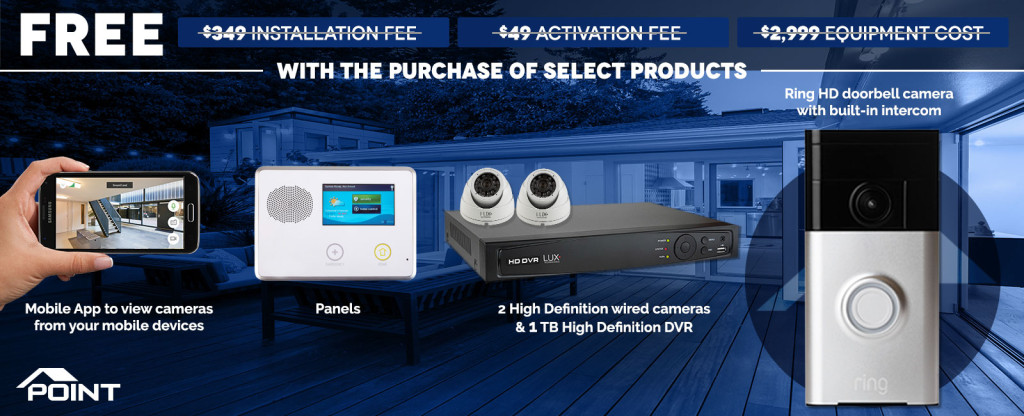 FREE
$349 INSTALLATION FEE
$49 ACTIVATION FEE
$2,999 EQUIPMENT COST
WITH THE PURCHASE OF SELECT PRODUCTS
Ring HD doorbell camera
with built-in intercom
SAMSUNG
HD DVR LUX
Mobile App to view cameras
from your mobile devices
Panels
2 High Definition wired cameras
& 1 TB High Definition DVR
POINT
ring